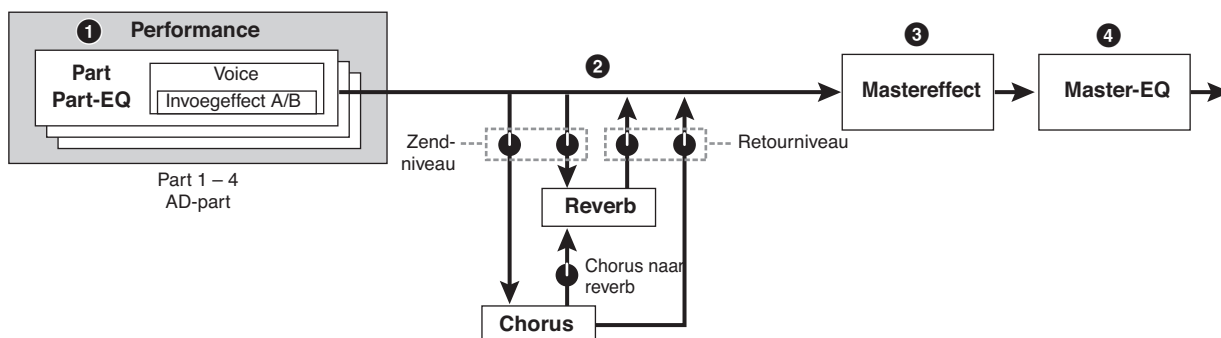 1 Performance
Part
Part-EQ
Voice
Invoegeffect A/B
Part 1 – 4
AD-part
2
Zend-
niveau
Retourniveau
Reverb
Chorus naar
reverb
Chorus
3
Mastereffect
4
Master-EQ